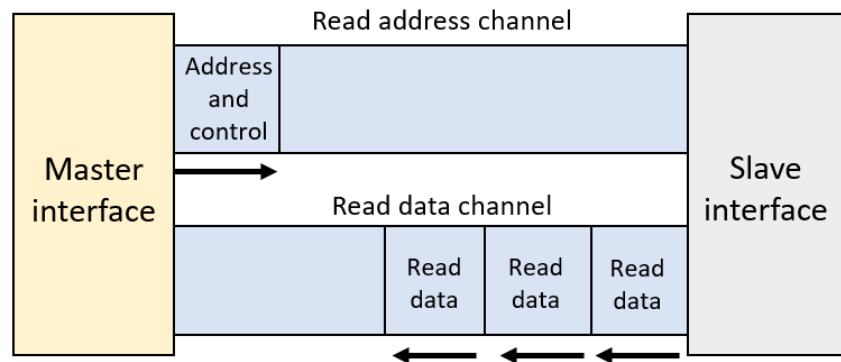 Read address channel
Address
and
control
Master
interface
Slave
interface
Read data channel
Read
data
Read
data
Read
data